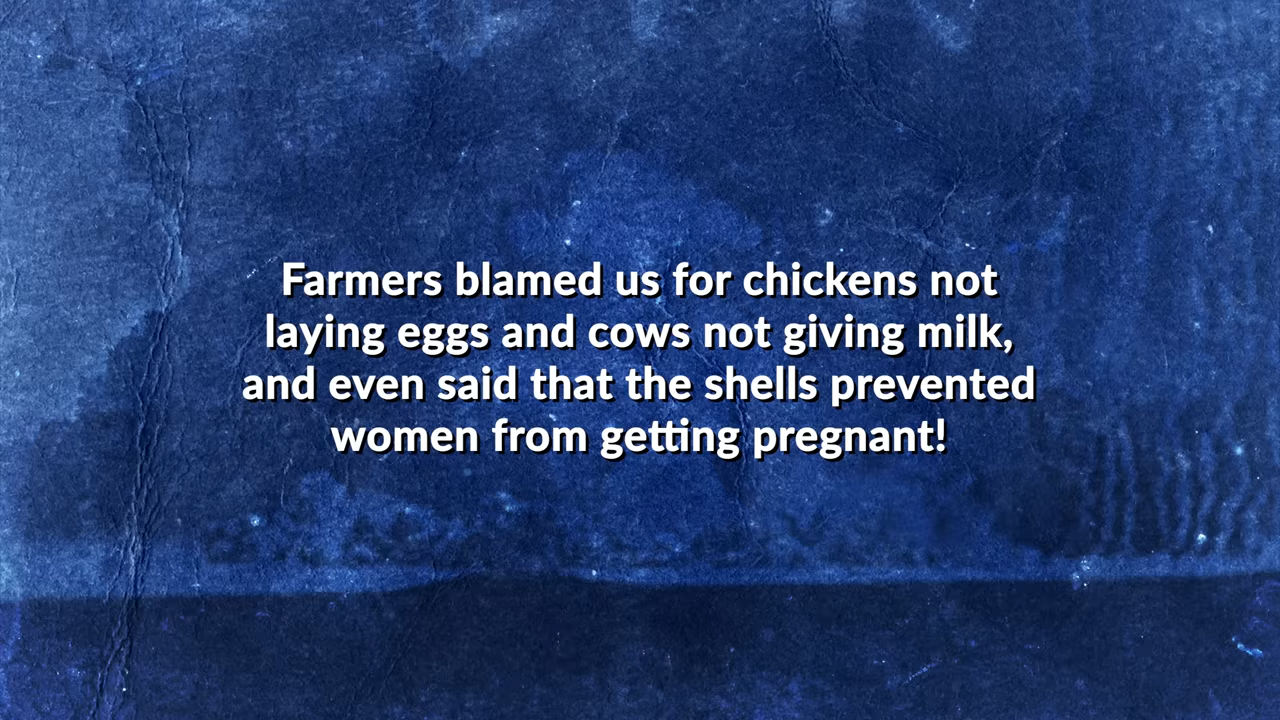 Farmers blamed us for chickens not
laying eggs and cows not giving milk,
and even said that the shells prevented
women from getting pregnant!